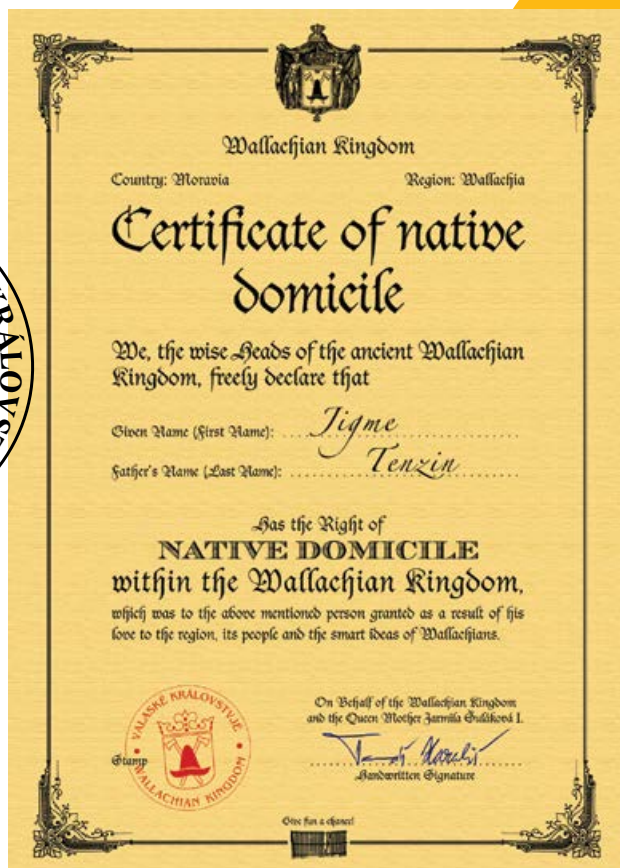 Wallachian Kingdom
Country: Moravia Region: Wallachia
Certificate of native
domicile
We, the wise Heads of the ancient Wallachian
Kingdom, freely declare that
Given Name (First Name): Jigme
Father's Name (Last Name): Tenzin
Has the Right of
NATIVE DOMICILE
within the Wallachian Kingdom,
which was to the above mentioned person granted as a result of his
love to the region, its people and the smart ideas of Wallachians.
On Behalf of the Wallachian Kingdom
and the Queen Mother Jarmila Šuláková I.
VALAŠSKÉ KRÁLOVSTVJE
WALLACHIAN KINGDOM
Stamp
Handwritten Signature
Give fun a chance!